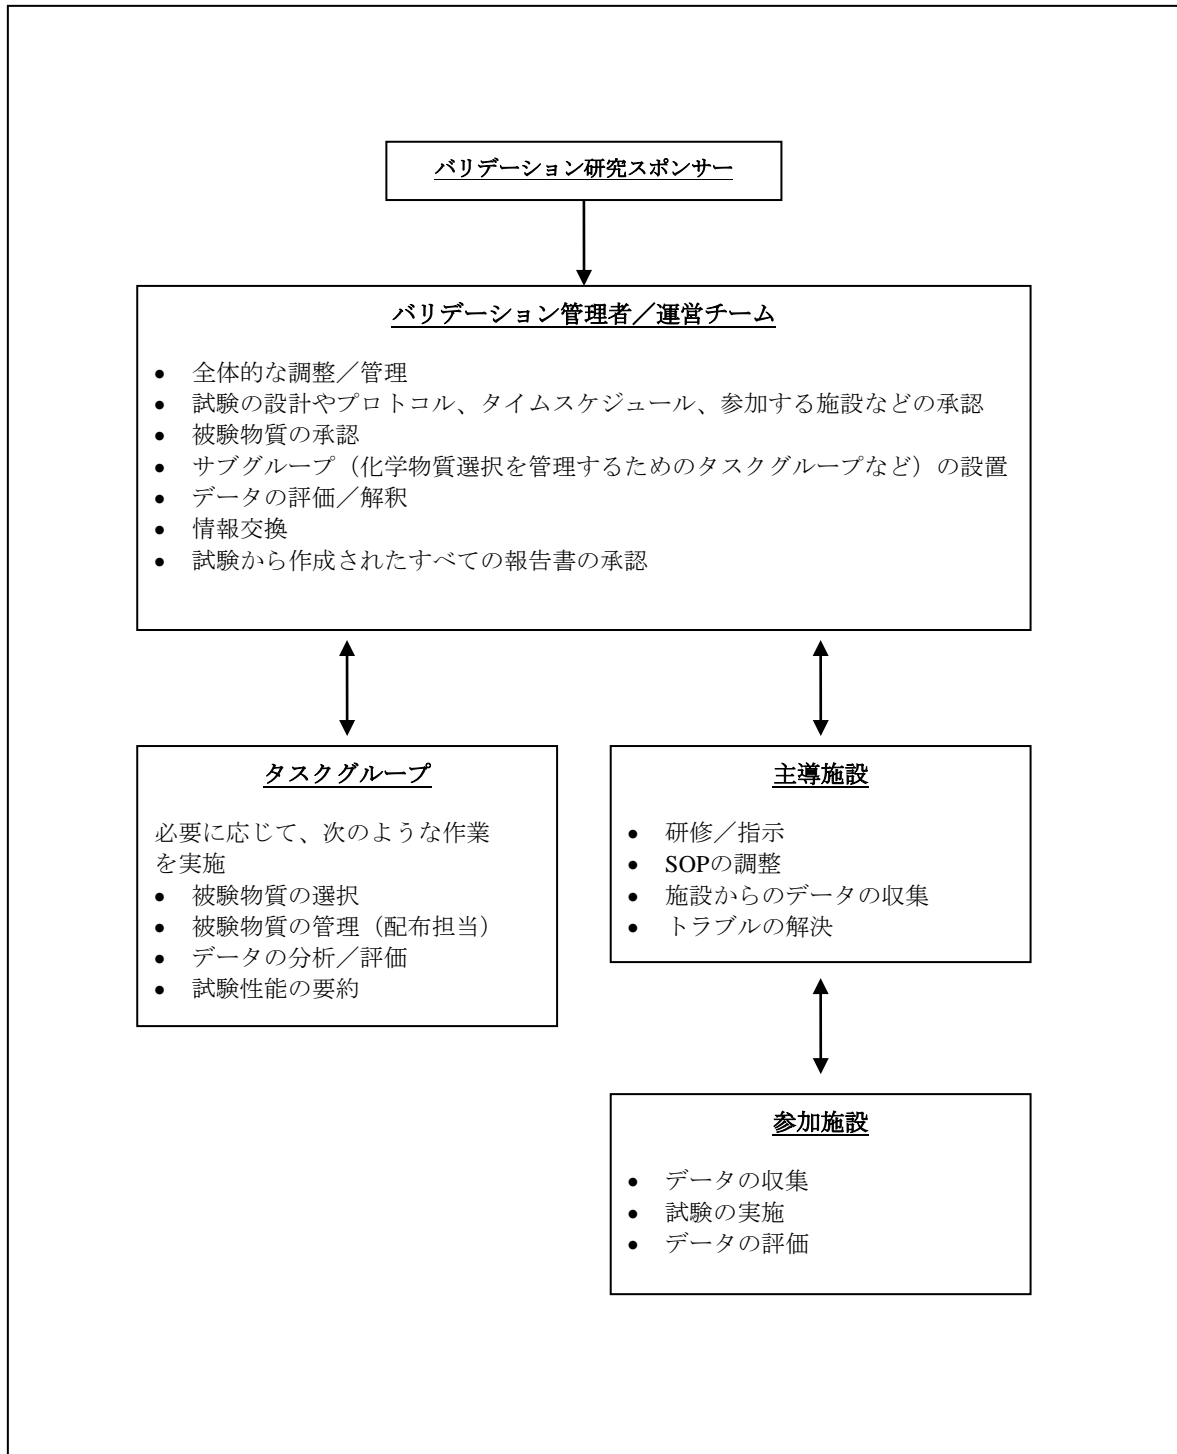 バリデーション研究スポンサー
バリデーション管理者／運営チーム
• 全体的な調整／管理
• 試験の設計やプロトコル、タイムスケジュール、参加する施設などの承認
• 被験物質の承認
• サブグループ（化学物質選択を管理するためのタスクグループなど）の設置
• データの評価／解釈
• 情報交換
• 試験から作成されたすべての報告書の承認
タスクグループ
必要に応じて、次のような作業
を実施
• 被験物質の選択
• 被験物質の管理（配布担当）
• データの分析／評価
• 試験性能の要約
主導施設
• 研修／指示
• SOPの調整
• 施設からのデータの収集
• トラブルの解決
参加施設
• データの収集
• 試験の実施
• データの評価